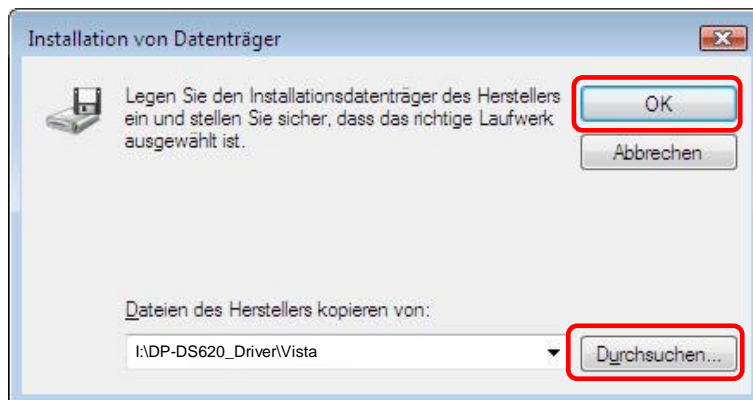 Installation von Datenträger
Legen Sie den Installationsdatenträger des Herstellers
ein und stellen Sie sicher, dass das richtige Laufwerk
ausgewählt ist.
OK
Abbrechen
Dateien des Herstellers kopieren von:
I:\DP-DS620_Driver\Vista
Durchsuchen...